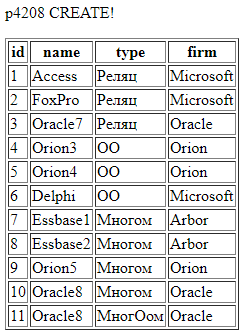 p4208 CREATE!
id name type firm
1 Access Реляц Microsoft
2 FoxPro Реляц Microsoft
3 Oracle7 Реляц Oracle
4 Orion3 ОО Orion
5 Orion4 ОО Orion
6 Delphi ОО Microsoft
7 Essbase1 Многом Arbor
8 Essbase2 Многом Arbor
9 Orion5 Многом Orion
10 Oracle8 Многом Oracle
11 Oracle8 МногОом Oracle